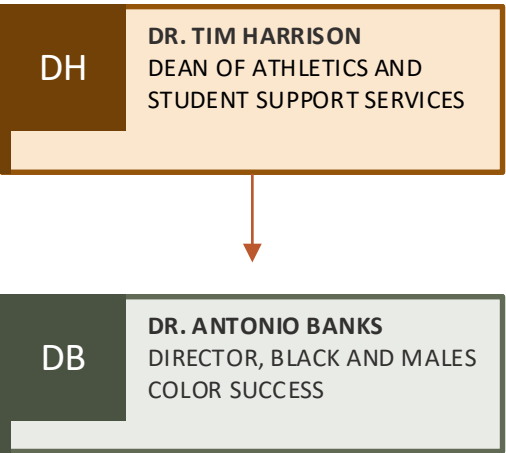 DH
DR. TIM HARRISON
DEAN OF ATHLETICS AND
STUDENT SUPPORT SERVICES
DB
DR. ANTONIO BANKS
DIRECTOR, BLACK AND MALES
COLOR SUCCESS